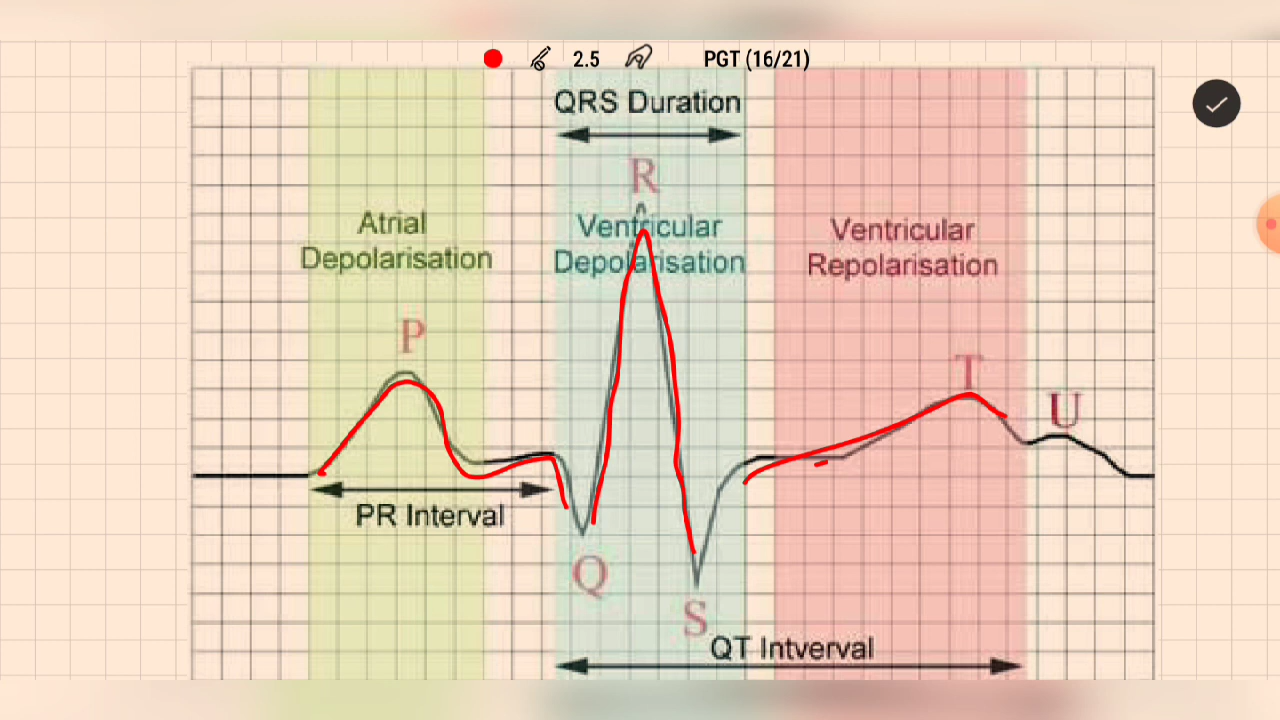 2.5 PGT (16/21)
QRS Duration
R
Atrial
Depolarisation
Ventricular
Depolarisation
Ventricular
Repolarisation
P
T
U
PR Interval
Q
S
QT Intverval